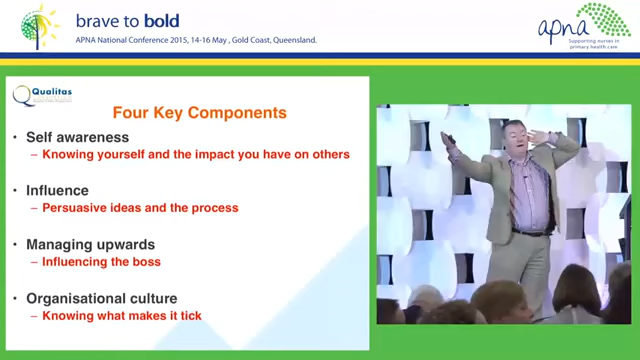 brave to bold
APNA National Conference 2015, 14-16 May, Gold Coast, Queensland.
apna
Supporting nurses in
primary health care
Qualitas
Four Key Components
• Self awareness
– Knowing yourself and the impact you have on others
• Influence
– Persuasive ideas and the process
• Managing upwards
– Influencing the boss
• Organisational culture
– Knowing what makes it tick